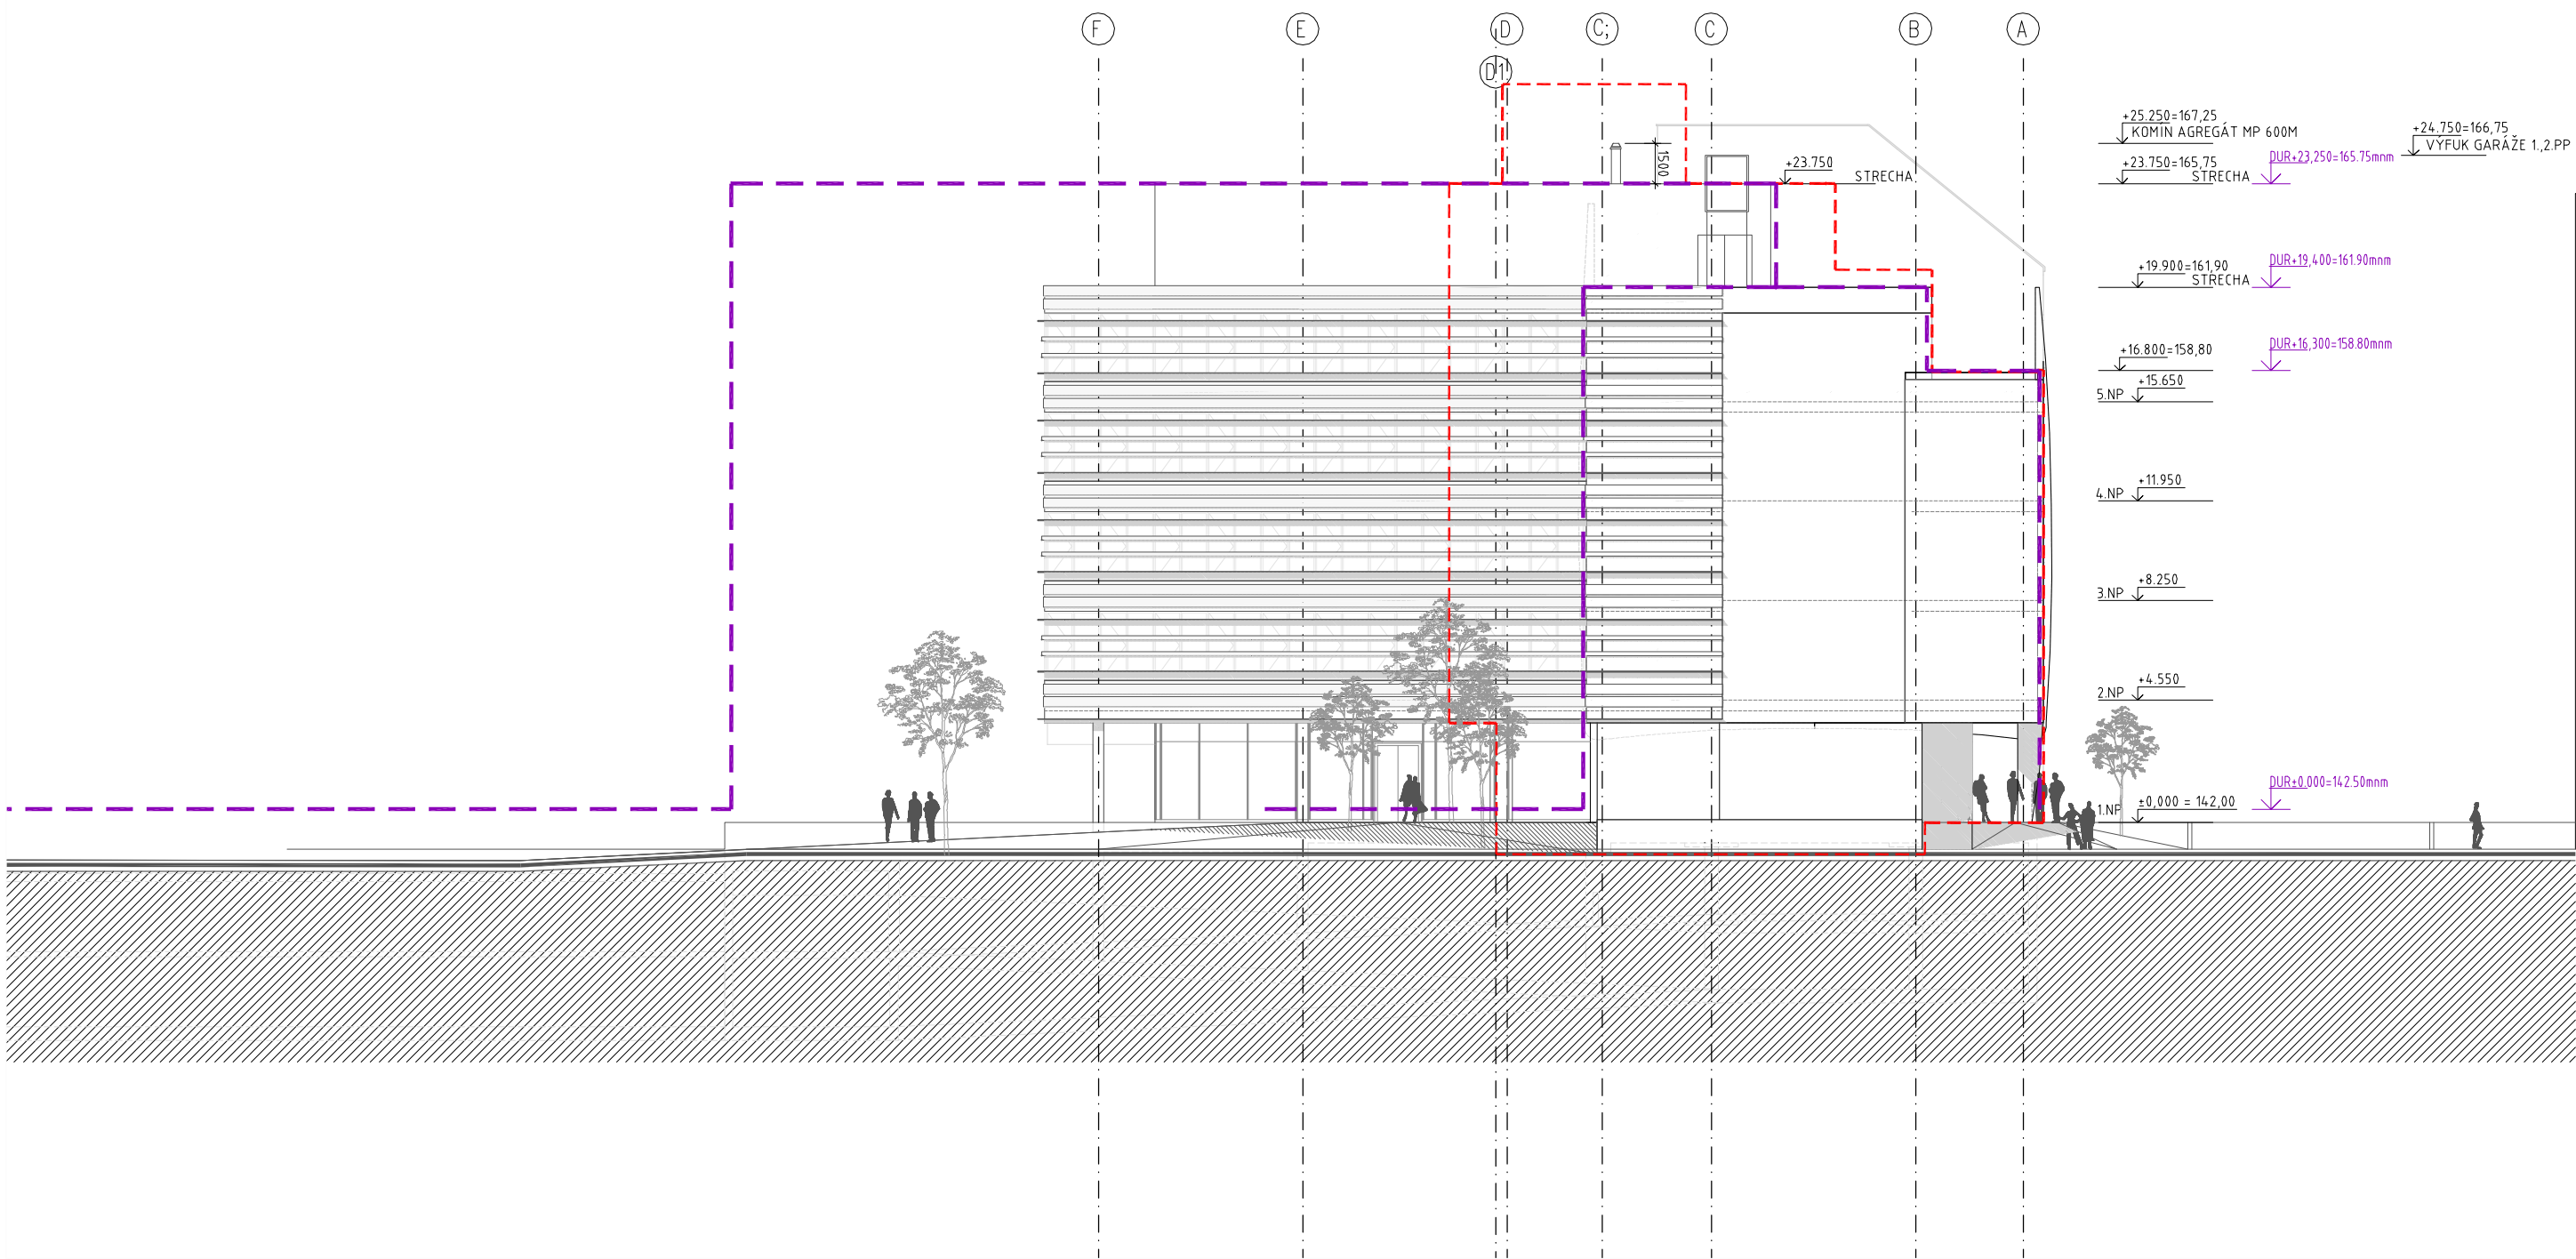 F
E
D
C;
C
B
A
D1
+25.250=167,25
KOMÍN AGREGÁT MP 600M
+24.750=166,75
VÝFUK GARÁŽE 1.,2.PP
+23.750
STRECHA
+23.750=165,75
STRECHA
DUR+23,250=165.75mnm
1500
+19.900=161,90
STRECHA
DUR+19,400=161.90mnm
+16.800=158,80
DUR+16,300=158.80mnm
+15.650
5.NP
+11.950
4.NP
+8.250
3.NP
+4.550
2.NP
DUR±0.000=142.50mnm
1.NP
±0,000 = 142,00